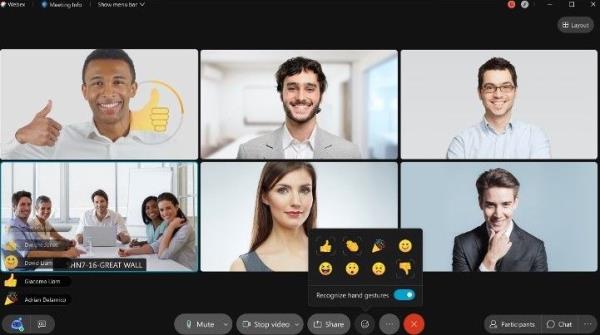 Webex
Meeting Info
Show menu bar
Layout
Dwight Jones
David Liam
HN7-16-GREAT WALL
Giacomo Liam
Adrian Delamico
Recognize hand gestures
Mute
Stop video
Share
Participants
Chat